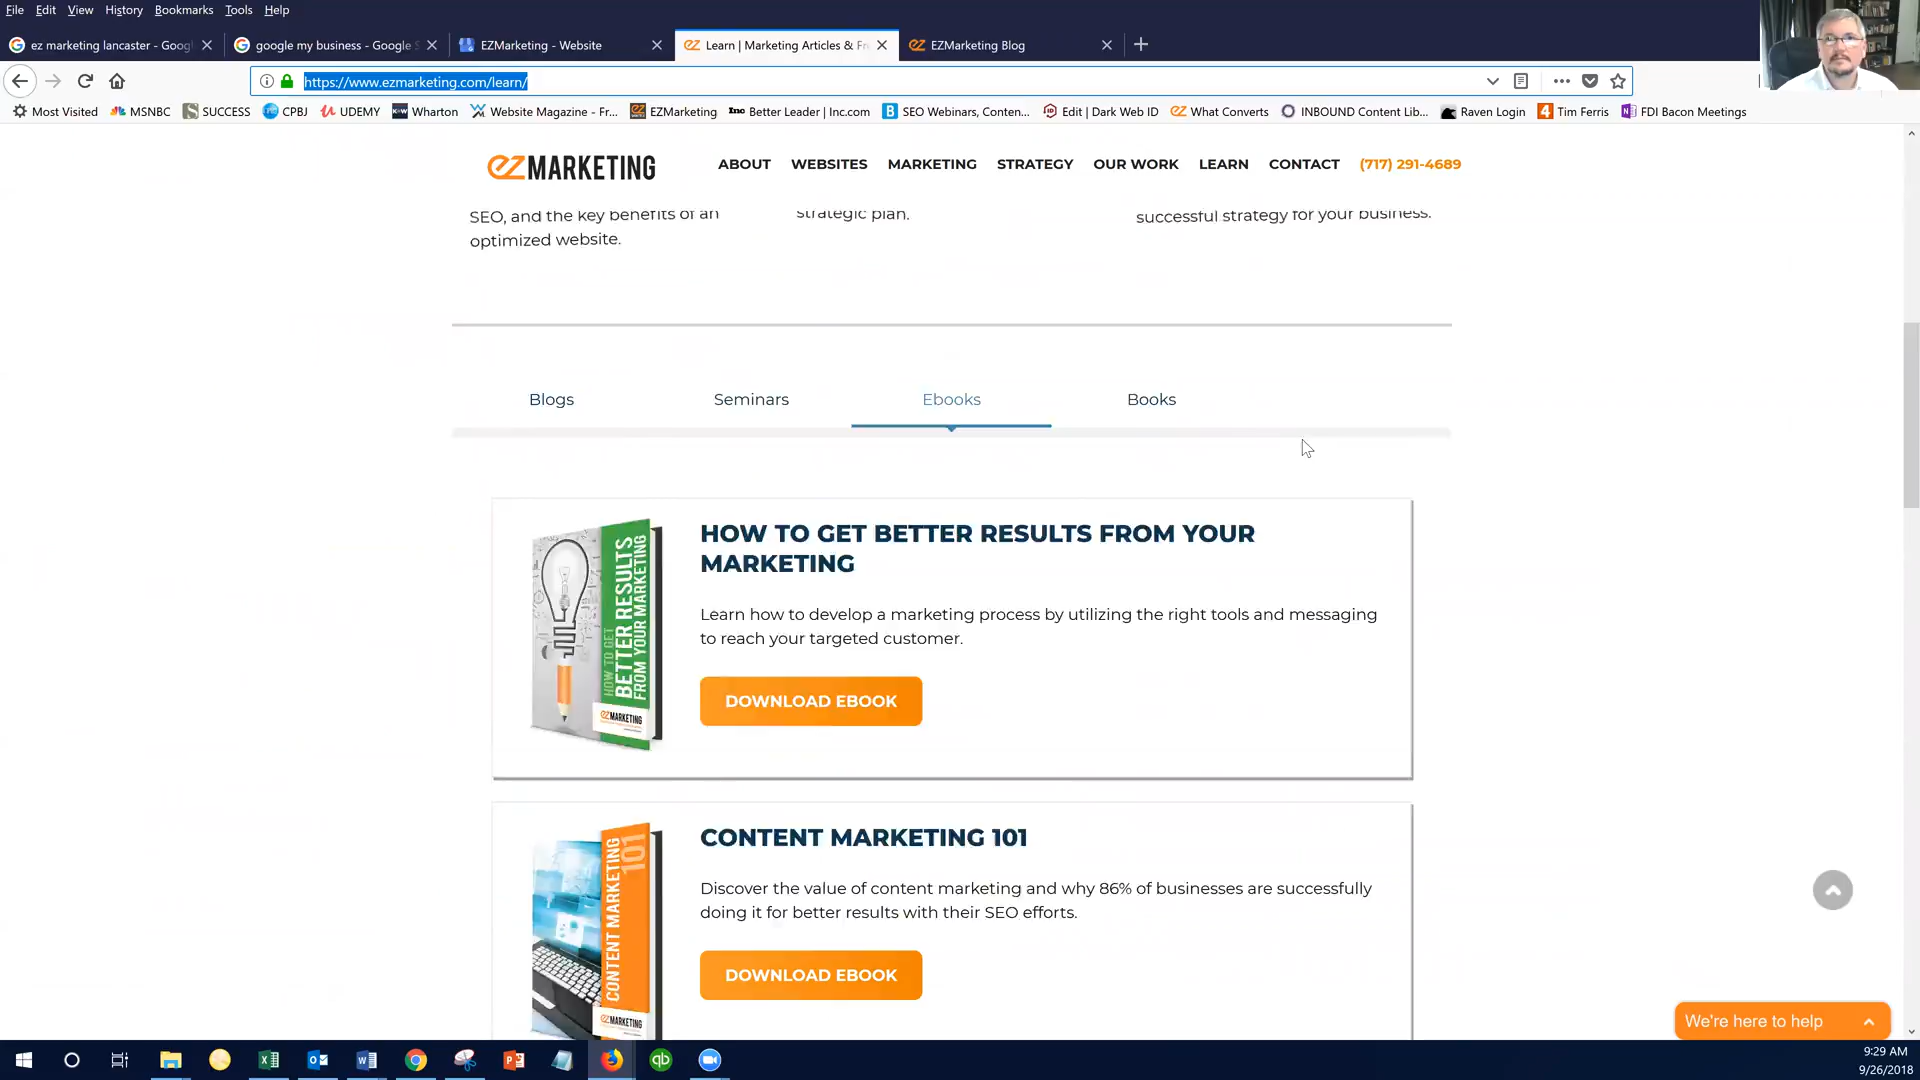 File Edit View History Bookmarks Tools Help
ez marketing lancaster - Goog
google my business - Google S
EZMarketing - Website
Learn | Marketing Articles & Fr
EZMarketing Blog
https://www.ezmarketing.com/learn/
Most Visited MSNBC SUCCESS CPBJ UDEMY Wharton Website Magazine - Fr... EZMarketing Inc Better Leader | Inc.com SEO Webinars, Conten... Edit | Dark Web ID What Converts INBOUND Content Lib... Raven Login Tim Ferris FDI Bacon Meetings
ezMARKETING ABOUT WEBSITES MARKETING STRATEGY OUR WORK LEARN CONTACT (717) 291-4689
SEO, and the key benefits of an
optimized website.
strategic plan.
successful strategy for your business.
Blogs Seminars Ebooks Books
HOW TO GET
BETTER RESULTS
FROM YOUR MARKETING
ezMARKETING
HOW TO GET BETTER RESULTS FROM YOUR
MARKETING
Learn how to develop a marketing process by utilizing the right tools and messaging
to reach your targeted customer.
DOWNLOAD EBOOK
CONTENT MARKETING
101
ezMARKETING
CONTENT MARKETING 101
Discover the value of content marketing and why 86% of businesses are successfully
doing it for better results with their SEO efforts.
DOWNLOAD EBOOK
We're here to help
9:29 AM
9/26/2018